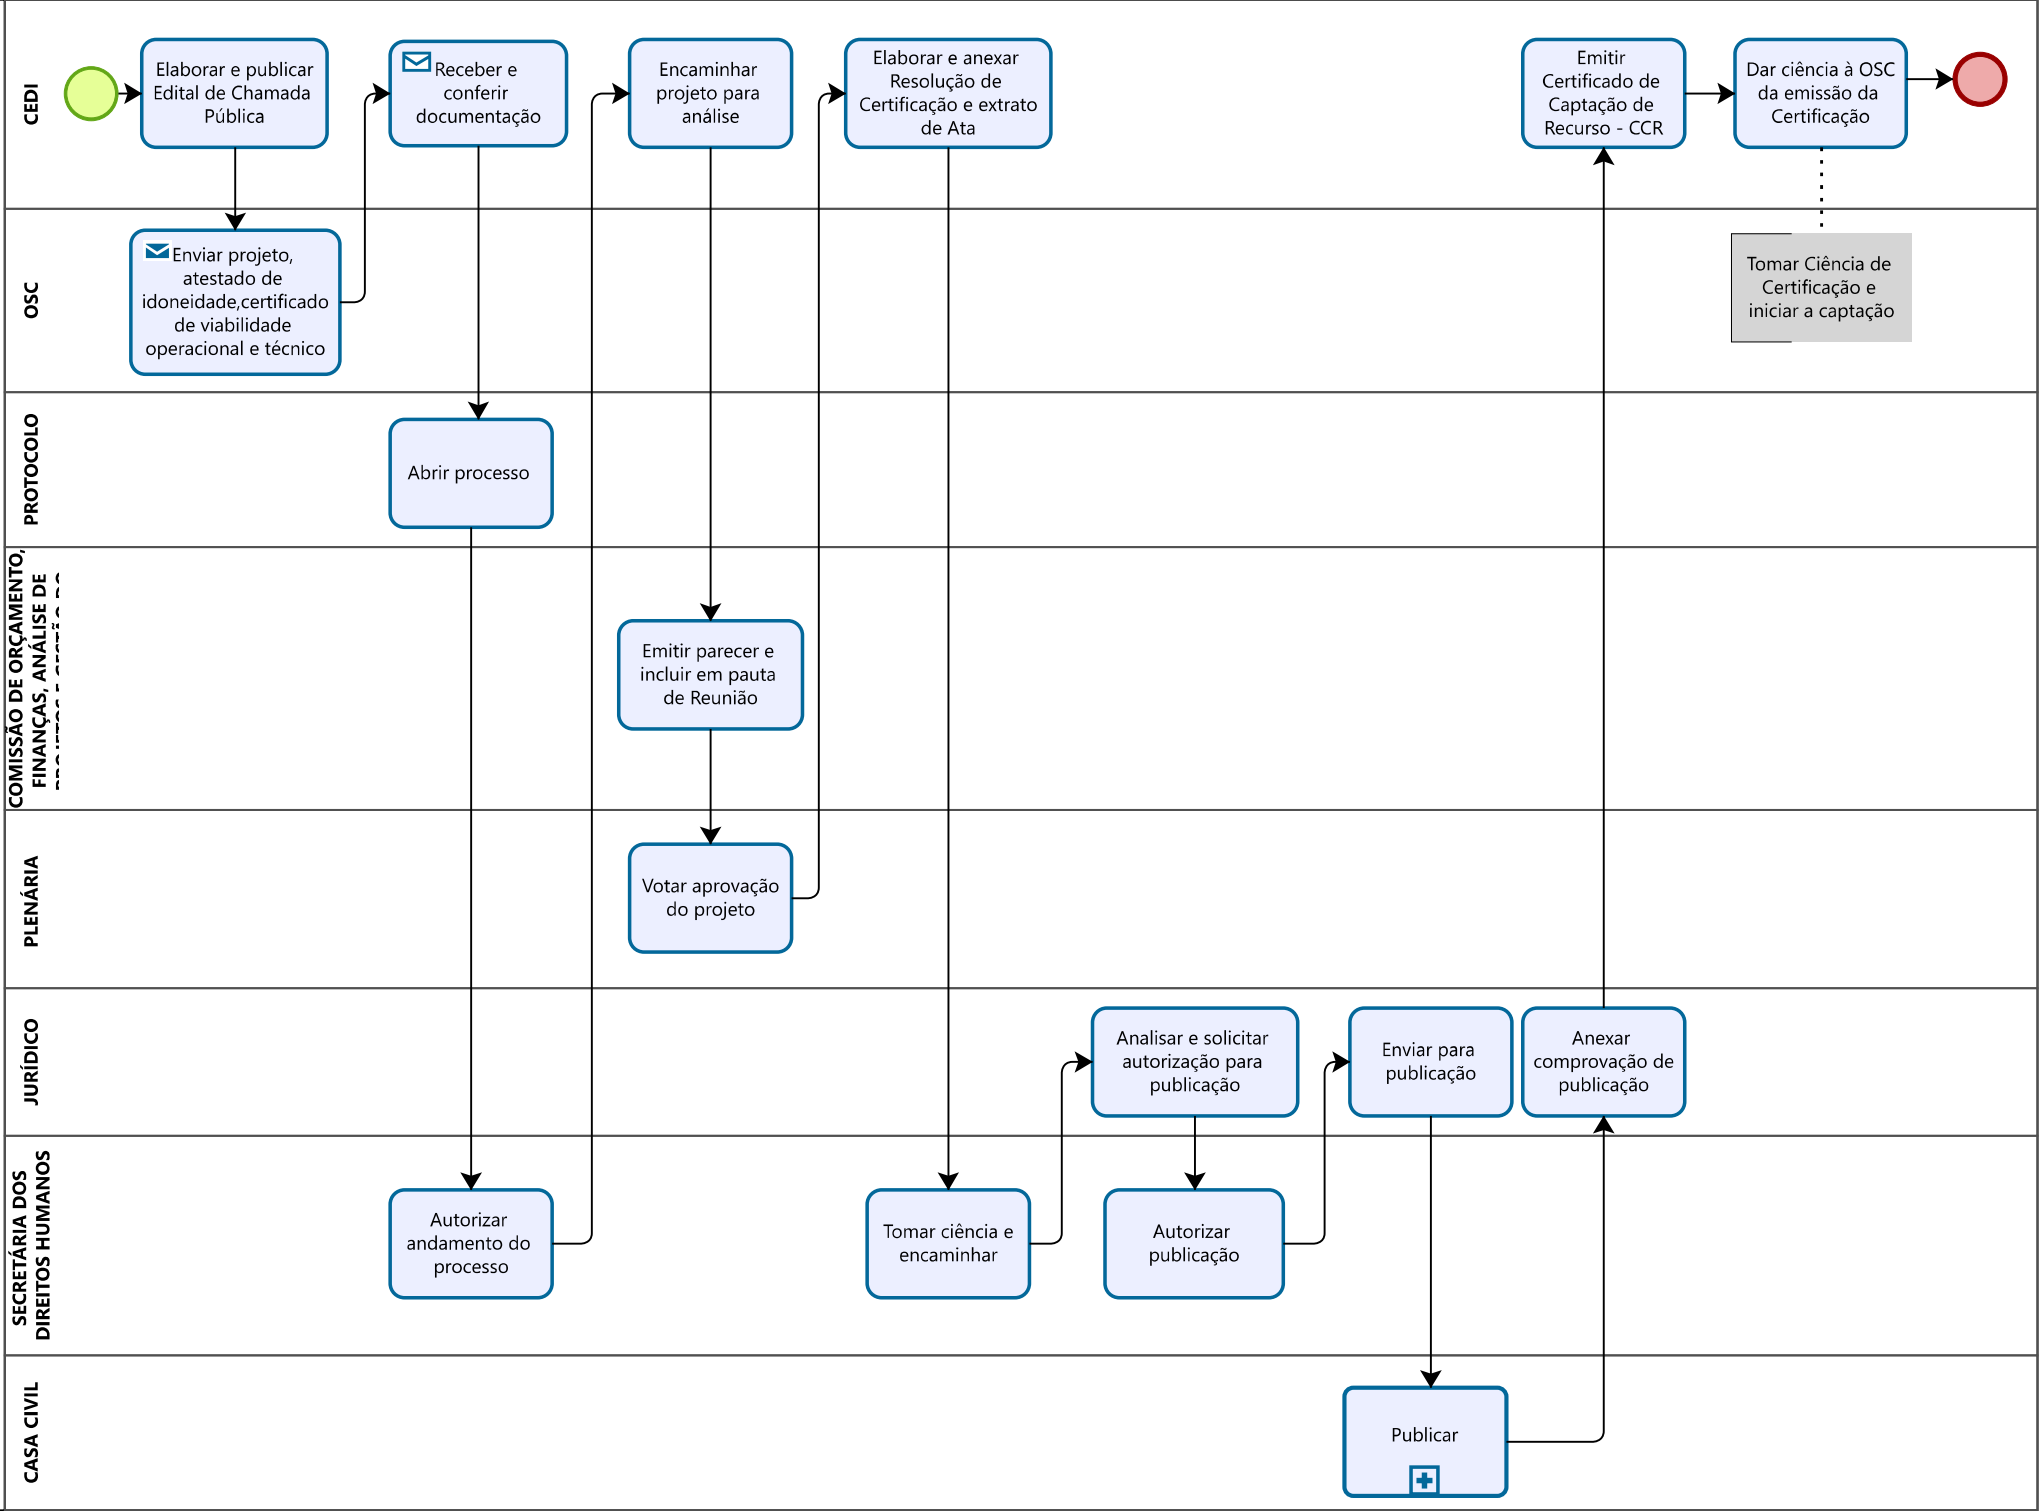 CEDI
Elaborar e publicar
Edital de Chamada
Pública
Receber e
conferir
documentação
Encaminhar
projeto para
análise
Elaborar e anexar
Resolução de
Certificação e extrato
de Ata
Emitir
Certificado de
Captação de
Recurso - CCR
Dar ciência à OSC
da emissão da
Certificação
OSC
Enviar projeto,
atestado de
idoneidade,certificado
de viabilidade
operacional e técnico
Tomar Ciência de
Certificação e
iniciar a captação
PROTOCOLO
Abrir processo
COMISSÃO DE ORÇAMENTO,
FINANÇAS, ANÁLISE DE
Emitir parecer e
incluir em pauta
de Reunião
PLENÁRIA
Votar aprovação
do projeto
JURÍDICO
Analisar e solicitar
autorização para
publicação
Enviar para
publicação
Anexar
comprovação de
publicação
SECRETÁRIA DOS
DIREITOS HUMANOS
Autorizar
andamento do
processo
Tomar ciência e
encaminhar
Autorizar
publicação
CASA CIVIL
Publicar